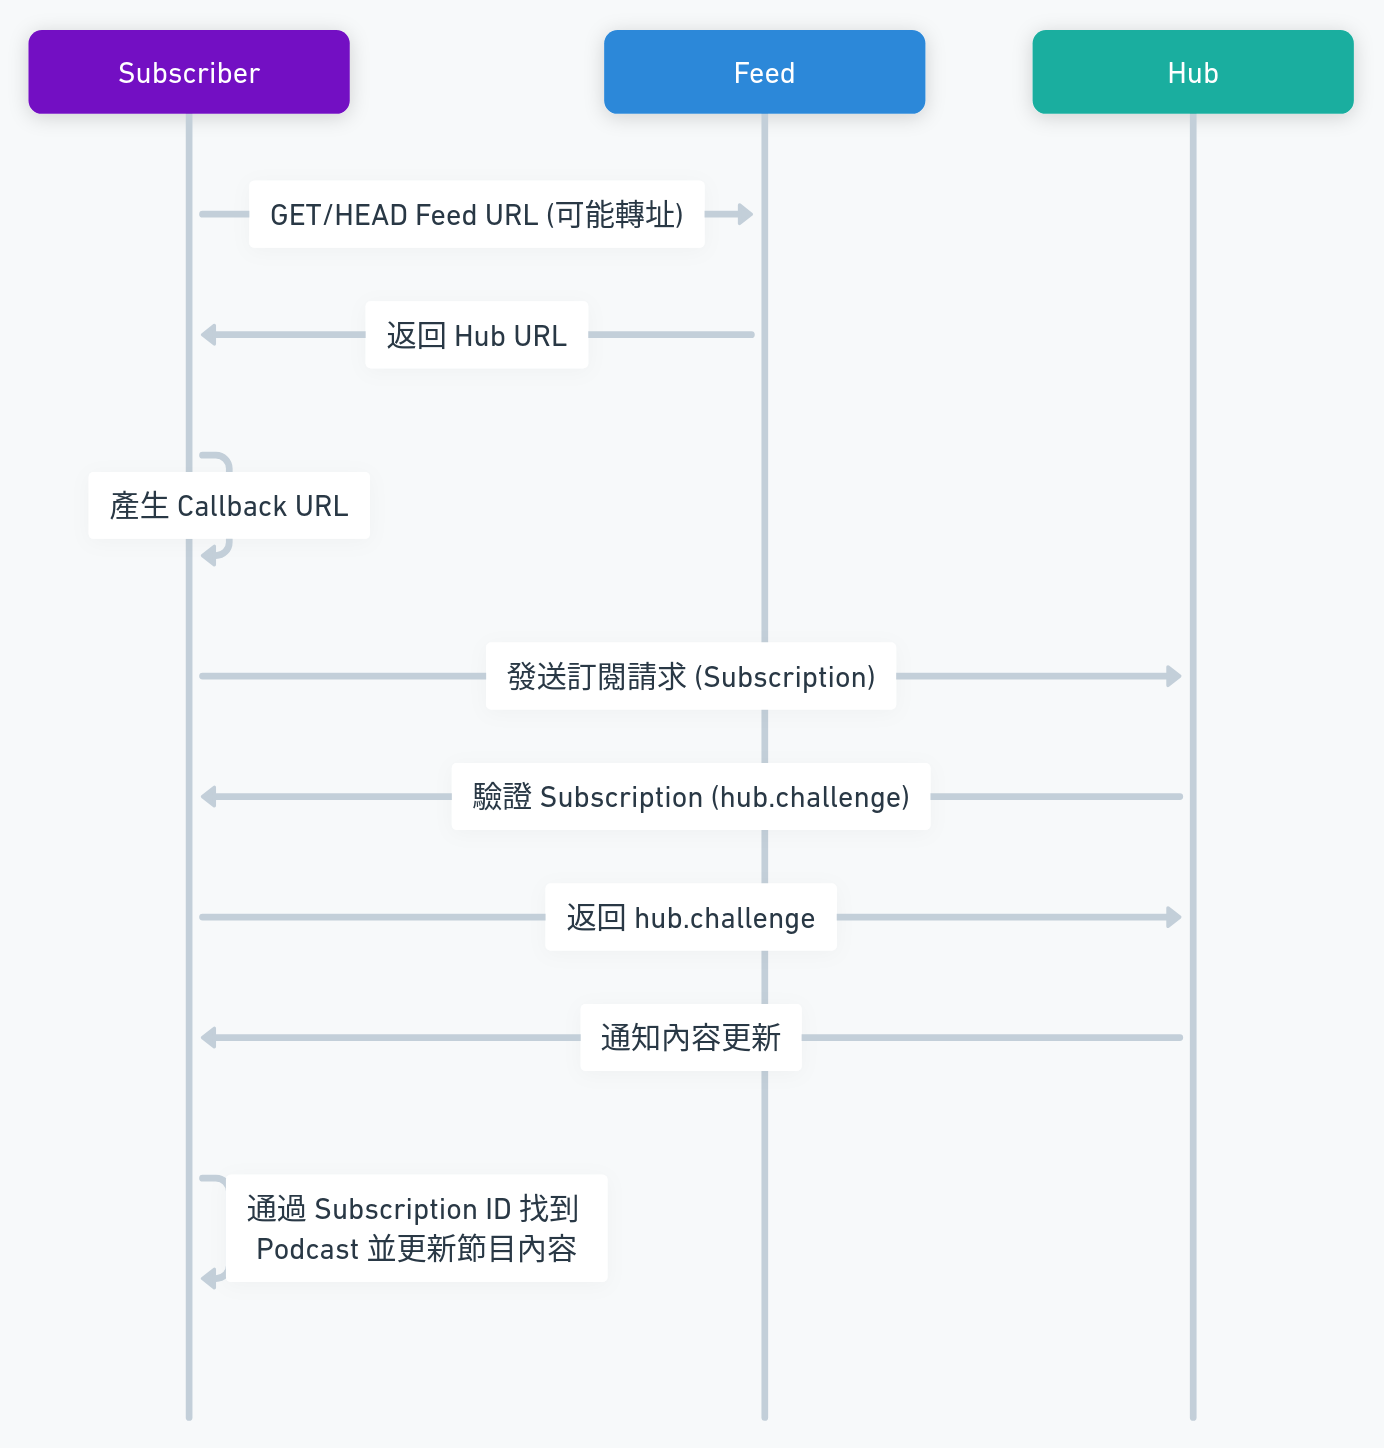 Subscriber
Feed
Hub
GET/HEAD Feed URL (可能轉址)
返回 Hub URL
產生 Callback URL
發送訂閱請求 (Subscription)
驗證 Subscription (hub.challenge)
返回 hub.challenge
通知內容更新
通過 Subscription ID 找到
Podcast 並更新節目內容